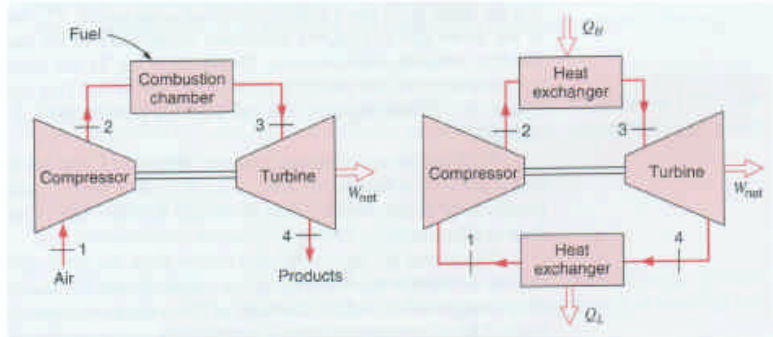 Fuel
Combustion
chamber
2
3
Compressor
Turbine
W_net
1
4
Air
Products
Q_H
Heat
exchanger
2
3
Compressor
Turbine
W_net
1
4
Heat
exchanger
Q_L